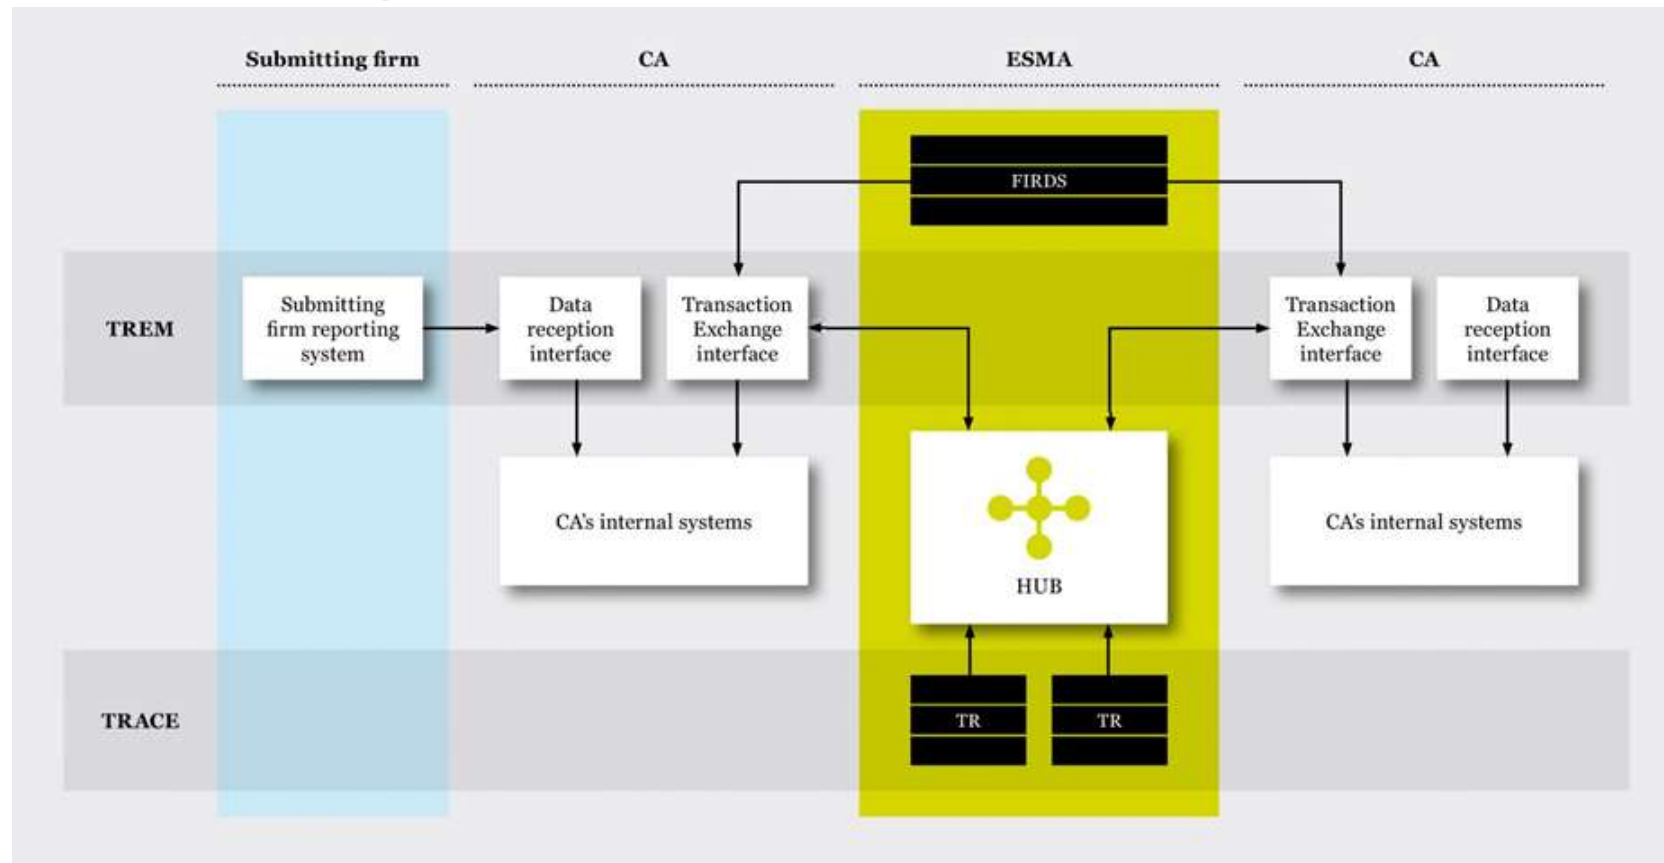 Submitting firm
CA
ESMA
CA
FIRDS
TREM
Submitting
firm reporting
system
Data
reception
interface
Transaction
Exchange
interface
Transaction
Exchange
interface
Data
reception
interface
CA's internal systems
HUB
CA's internal systems
TRACE
TR
TR